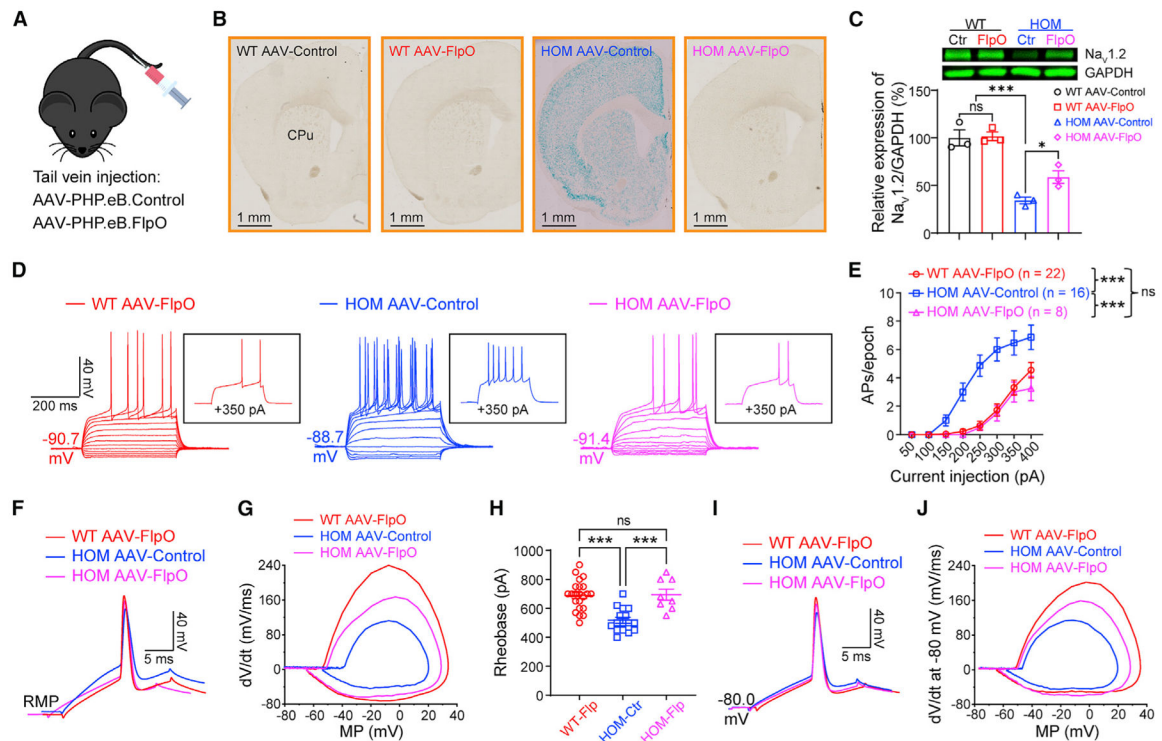 A
Tail vein injection:
AAV-PHP.eB.Control
AAV-PHP.eB.FlpO
B
WT AAV-Control
WT AAV-FlpO
HOM AAV-Control
HOM AAV-FlpO
CPu
1 mm
1 mm
1 mm
1 mm
C
WT
HOM
Ctr
FlpO
Ctr
FlpO
NaV1.2
GAPDH
Relative expression of
NaV1.2/GAPDH (%)
150
100
50
0
ns
***
*
WT AAV-Control
WT AAV-FlpO
HOM AAV-Control
HOM AAV-FlpO
D
WT AAV-FlpO
HOM AAV-Control
HOM AAV-FlpO
40 mV
200 ms
-90.7
mV
+350 pA
-88.7
mV
+350 pA
-91.4
mV
+350 pA
E
WT AAV-FlpO (n = 22)
HOM AAV-Control (n = 16)
HOM AAV-FlpO (n = 8)
***
***
ns
APs/epoch
10
8
6
4
2
0
50
100
150
200
250
300
350
400
Current injection (pA)
F
WT AAV-FlpO
HOM AAV-Control
HOM AAV-FlpO
40 mV
5 ms
RMP
G
WT AAV-FlpO
HOM AAV-Control
HOM AAV-FlpO
dV/dt (mV/ms)
240
160
80
0
-80
-80
-60
-40
-20
0
20
40
MP (mV)
H
ns
***
***
Rheobase (pA)
1000
800
600
400
200
0
WT-Flp
HOM-Ctr
HOM-Flp
I
WT AAV-FlpO
HOM AAV-Control
HOM AAV-FlpO
40 mV
5 ms
-80.0
mV
J
WT AAV-FlpO
HOM AAV-Control
HOM AAV-FlpO
dV/dt at -80 mV (mV/ms)
240
160
80
0
-80
-80
-60
-40
-20
0
20
40
MP (mV)